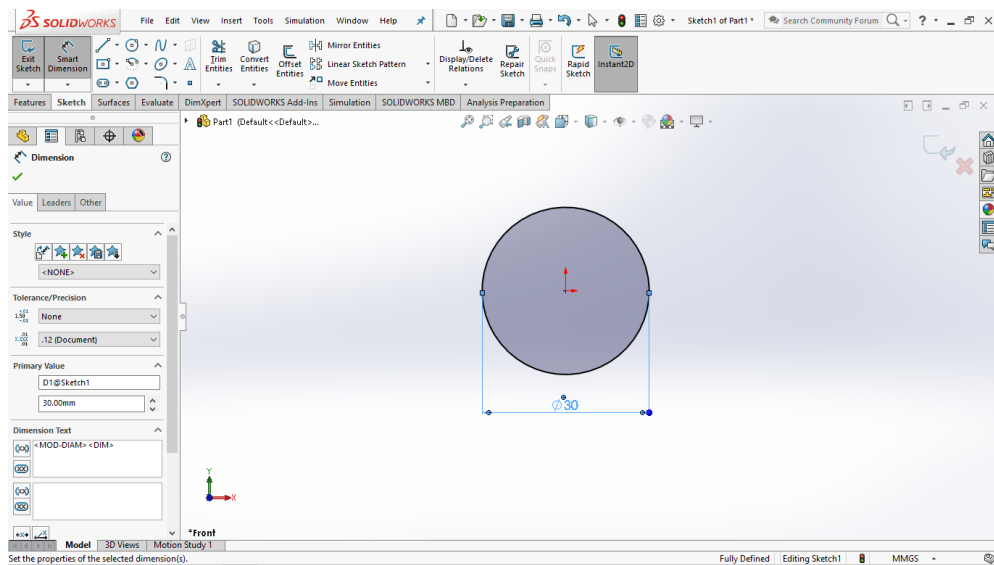 SOLIDWORKS File Edit View Insert Tools Simulation Window Help Sketch1 of Part1 * Search Community Forum ?
Exit Sketch
Smart Dimension
Trim Entities
Convert Entities
Offset Entities
Mirror Entities
Linear Sketch Pattern
Move Entities
Display/Delete Relations
Repair Sketch
Quick Snaps
Rapid Sketch
Instant2D
Features Sketch Surfaces Evaluate DimXpert SOLIDWORKS Add-Ins Simulation SOLIDWORKS MBD Analysis Preparation
Part1 (Default<<Default>...
Dimension
Value Leaders Other
Style
<NONE>
Tolerance/Precision
None
.12 (Document)
Primary Value
D1@Sketch1
30.00mm
Dimension Text
<MOD-DIAM><DIM>
∅30
Y
X
*Front
Model 3D Views Motion Study 1
Set the properties of the selected dimension(s). Fully Defined Editing Sketch1 MMGS